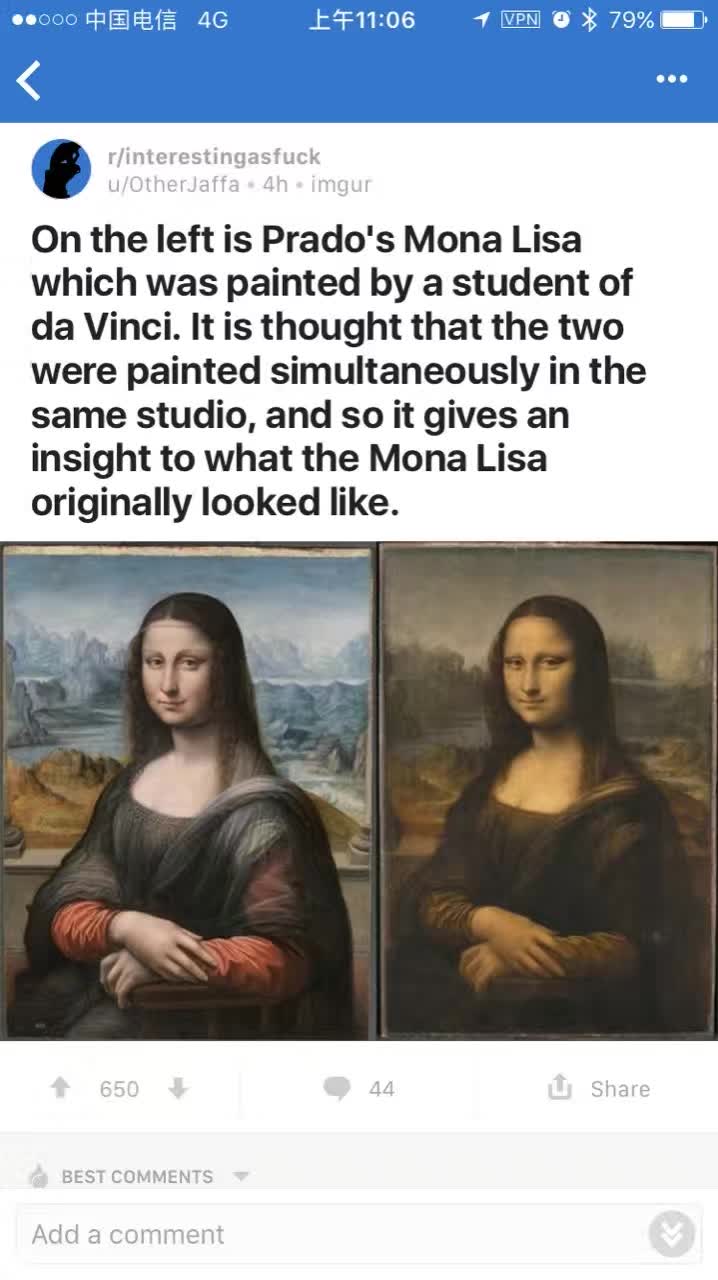 中国电信 4G 上午11:06 VPN 79%
r/interestingasfuck
u/OtherJaffa • 4h • imgur
On the left is Prado's Mona Lisa
which was painted by a student of
da Vinci. It is thought that the two
were painted simultaneously in the
same studio, and so it gives an
insight to what the Mona Lisa
originally looked like.
650 44 Share
BEST COMMENTS
Add a comment